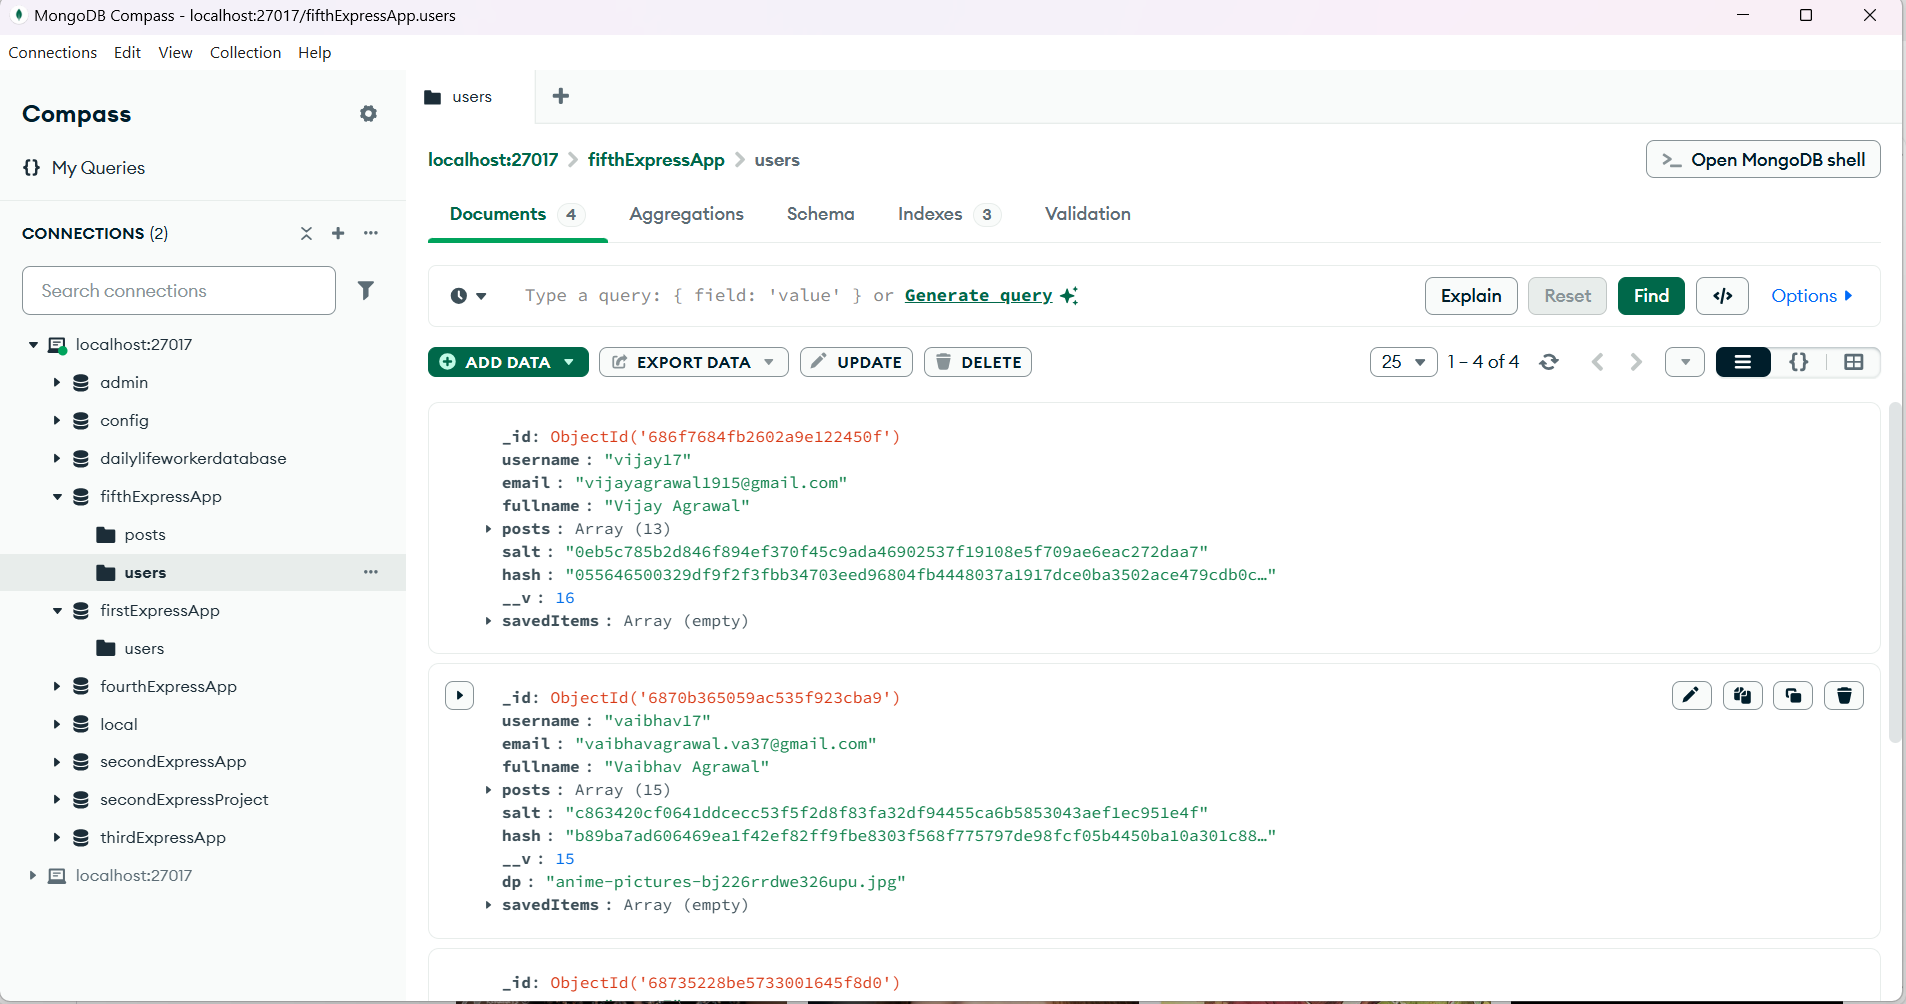 MongoDB Compass - localhost:27017/fifthExpressApp.users
Connections Edit View Collection Help
Compass
{} My Queries
CONNECTIONS (2)
Search connections
localhost:27017
admin
config
dailylifeworkerdatabase
fifthExpressApp
posts
users
firstExpressApp
users
fourthExpressApp
local
secondExpressApp
secondExpressProject
thirdExpressApp
localhost:27017
users
localhost:27017 > fifthExpressApp > users
>_ Open MongoDB shell
Documents 4 Aggregations Schema Indexes 3 Validation
Type a query: { field: 'value' } or Generate query
Explain Reset Find </> Options
ADD DATA EXPORT DATA UPDATE DELETE
25 1 – 4 of 4 {}
_id: ObjectId('686f7684fb2602a9e122450f')
username : "vijay17"
email : "vijayagrawal1915@gmail.com"
fullname : "Vijay Agrawal"
posts : Array (13)
salt : "0eb5c785b2d846f894ef370f45c9ada46902537f19108e5f709ae6eac272daa7"
hash : "055646500329df9f2f3fbb34703eed96804fb4448037a1917dce0ba3502ace479cdb0c…"
__v : 16
savedItems : Array (empty)
_id: ObjectId('6870b365059ac535f923cba9')
username : "vaibhav17"
email : "vaibhavagrawal.va37@gmail.com"
fullname : "Vaibhav Agrawal"
posts : Array (15)
salt : "c863420cf0641ddcecc53f5f2d8f83fa32df94455ca6b5853043aef1ec951e4f"
hash : "b89ba7ad606469ea1f42ef82ff9fbe8303f568f775797de98fcf05b4450ba10a301c88…"
__v : 15
dp : "anime-pictures-bj226rrdwe326upu.jpg"
savedItems : Array (empty)
_id: ObjectId('68735228be5733001645f8d0')